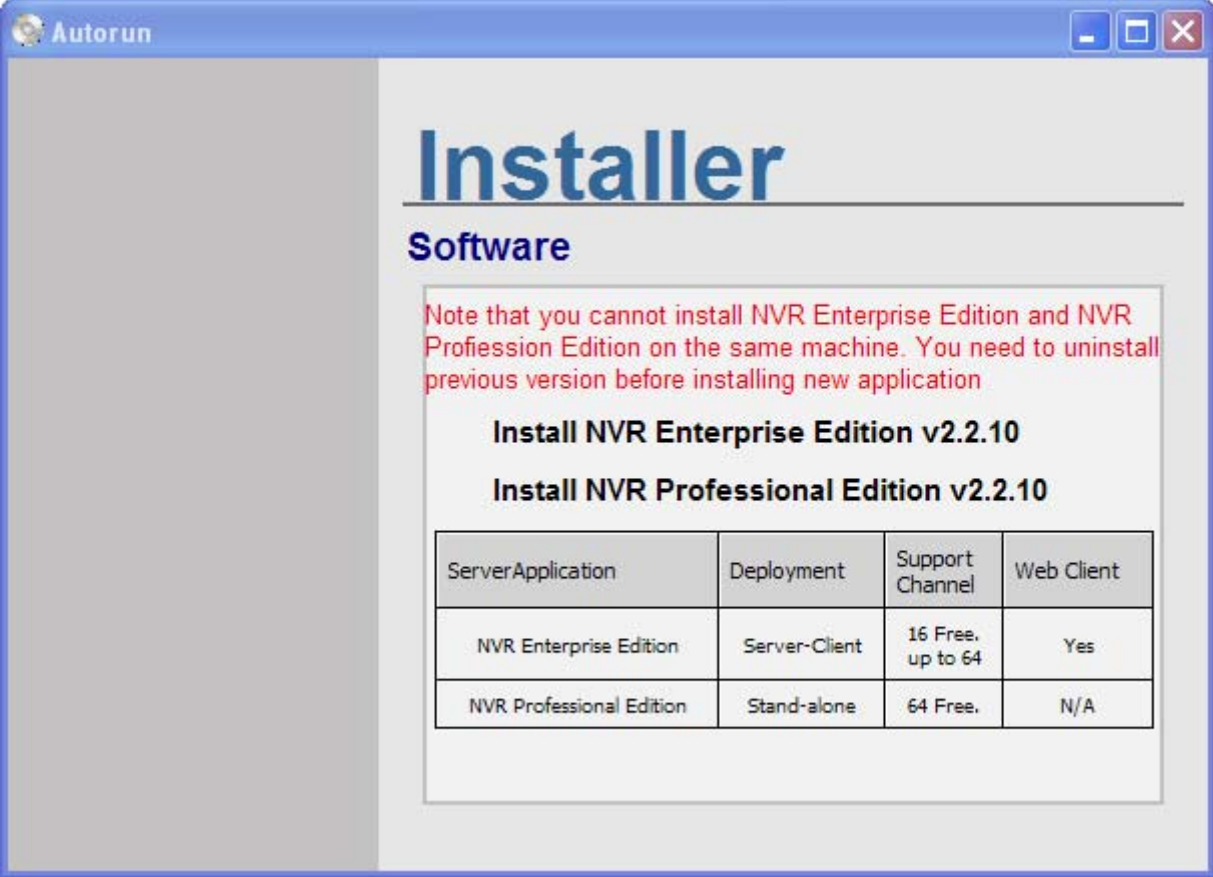 Autorun
Installer
Software
Note that you cannot install NVR Enterprise Edition and NVR
Profiession Edition on the same machine. You need to uninstall
previous version before installing new application
Install NVR Enterprise Edition v2.2.10
Install NVR Professional Edition v2.2.10
ServerApplication Deployment Support Channel Web Client
NVR Enterprise Edition Server-Client 16 Free. up to 64 Yes
NVR Professional Edition Stand-alone 64 Free. N/A